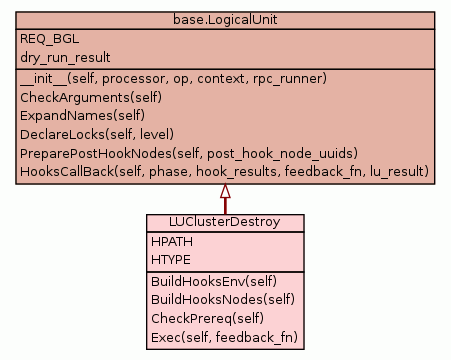 base.LogicalUnit
REQ_BGL
dry_run_result
__init__(self, processor, op, context, rpc_runner)
CheckArguments(self)
ExpandNames(self)
DeclareLocks(self, level)
PreparePostHookNodes(self, post_hook_node_uuids)
HooksCallBack(self, phase, hook_results, feedback_fn, lu_result)
LUClusterDestroy
HPATH
HTYPE
BuildHooksEnv(self)
BuildHooksNodes(self)
CheckPrereq(self)
Exec(self, feedback_fn)